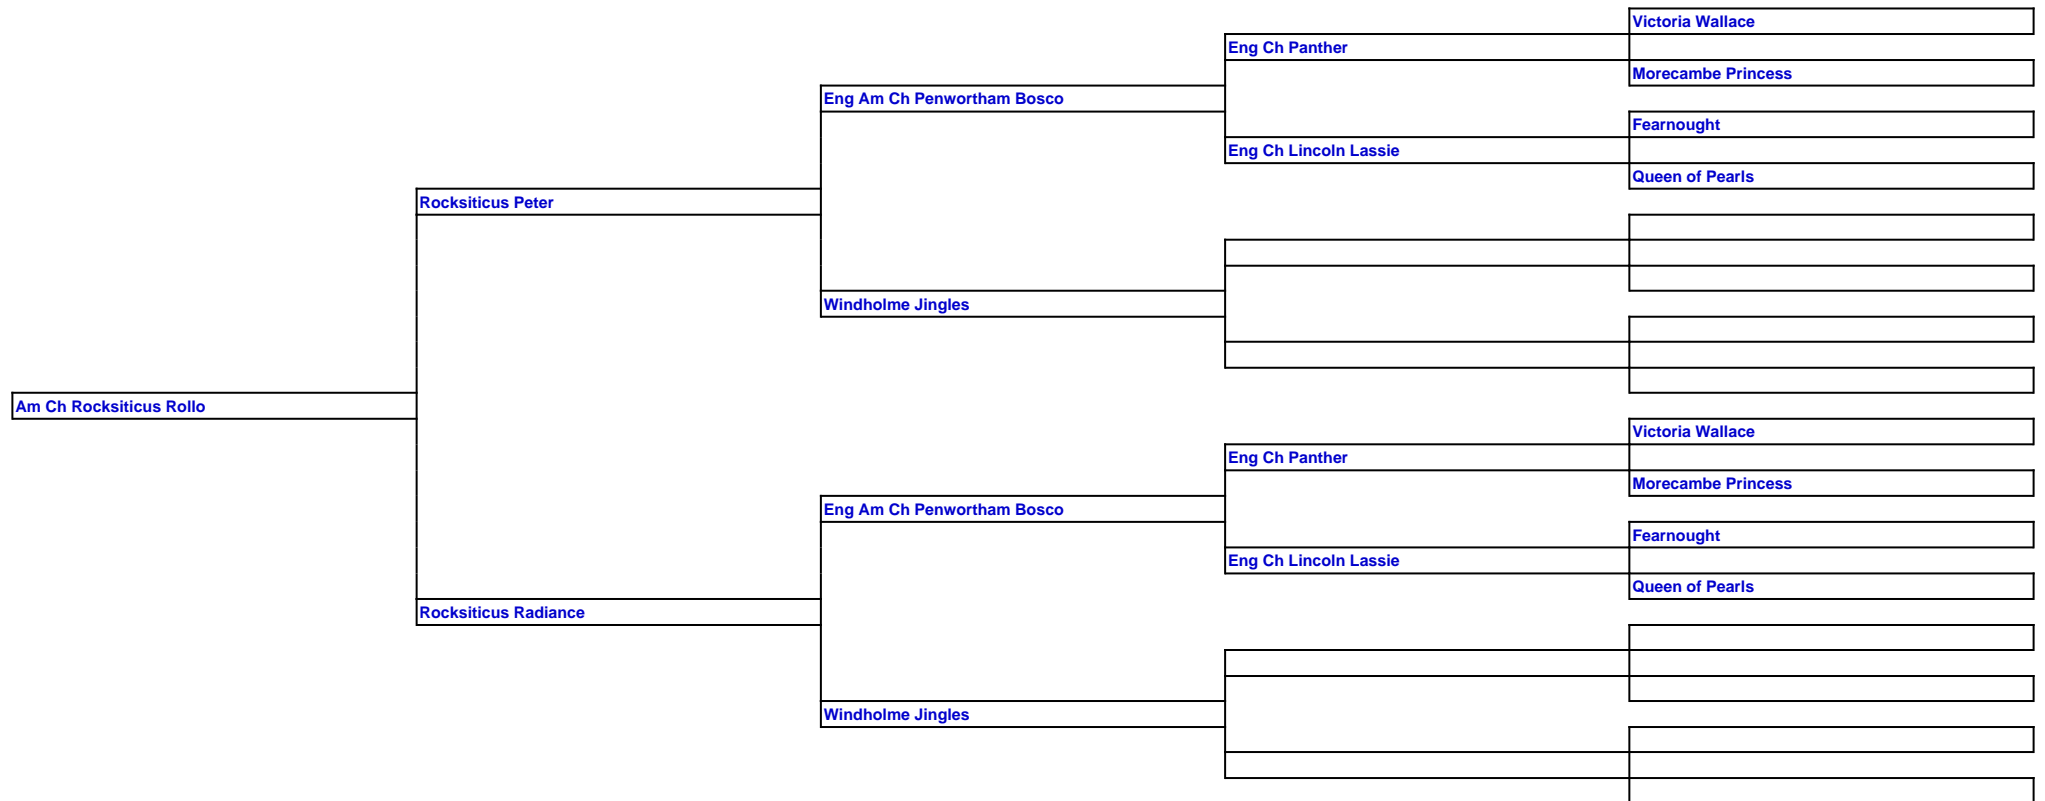 Victoria Wallace
Eng Ch Panther
Morecambe Princess
Eng Am Ch Penwortham Bosco
Fearnought
Eng Ch Lincoln Lassie
Queen of Pearls
Rocksiticus Peter
Windholme Jingles
Am Ch Rocksiticus Rollo
Victoria Wallace
Eng Ch Panther
Morecambe Princess
Eng Am Ch Penwortham Bosco
Fearnought
Eng Ch Lincoln Lassie
Queen of Pearls
Rocksiticus Radiance
Windholme Jingles